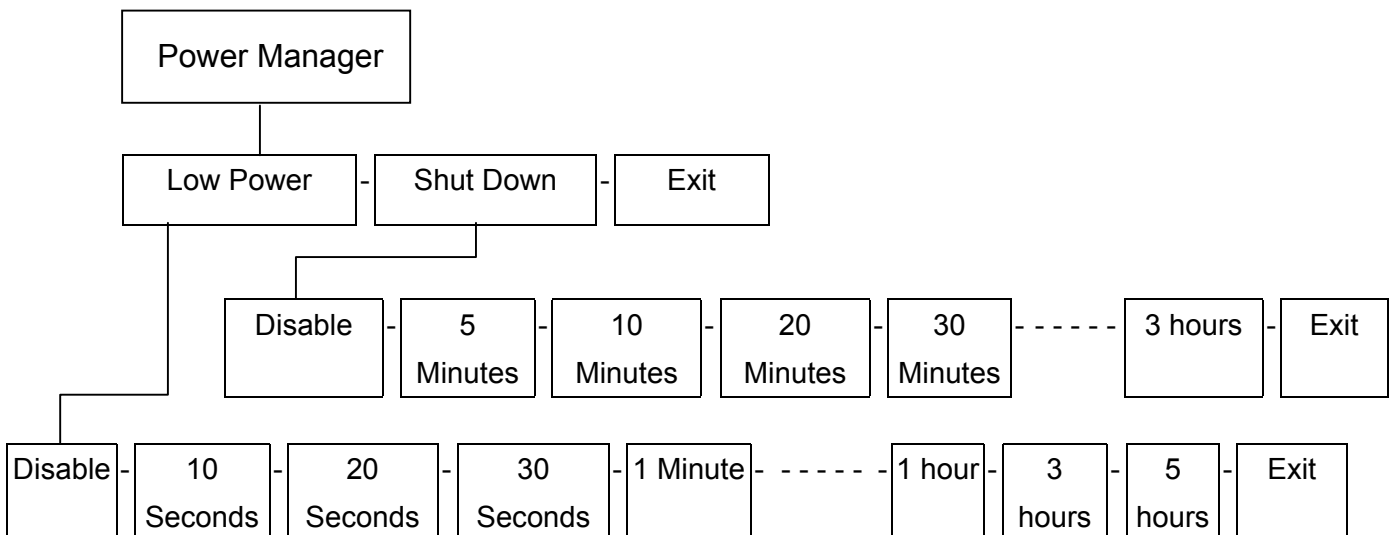 Power Manager
Low Power - Shut Down - Exit
Disable - 5 Minutes - 10 Minutes - 20 Minutes - 30 Minutes - - - - - - 3 hours - Exit
Disable - 10 Seconds - 20 Seconds - 30 Seconds - 1 Minute - - - - - - 1 hour - 3 hours - 5 hours - Exit